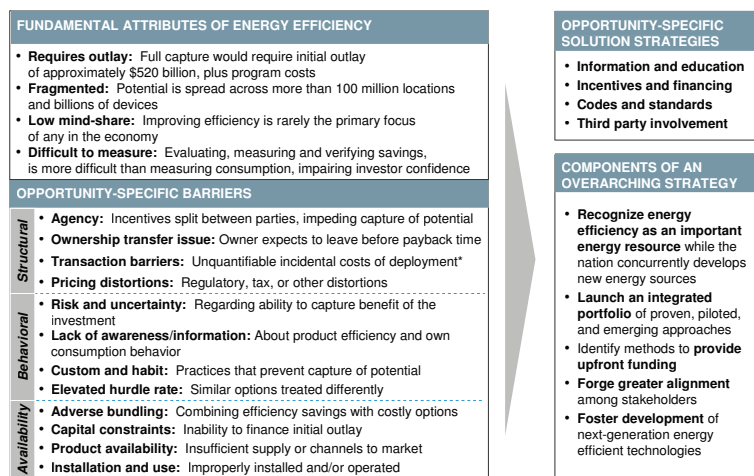 FUNDAMENTAL ATTRIBUTES OF ENERGY EFFICIENCY
• Requires outlay: Full capture would require initial outlay
of approximately $520 billion, plus program costs
• Fragmented: Potential is spread across more than 100 million locations
and billions of devices
• Low mind-share: Improving efficiency is rarely the primary focus
of any in the economy
• Difficult to measure: Evaluating, measuring and verifying savings,
is more difficult than measuring consumption, impairing investor confidence
OPPORTUNITY-SPECIFIC BARRIERS
Structural
• Agency: Incentives split between parties, impeding capture of potential
• Ownership transfer issue: Owner expects to leave before payback time
• Transaction barriers: Unquantifiable incidental costs of deployment*
• Pricing distortions: Regulatory, tax, or other distortions
Behavioral
• Risk and uncertainty: Regarding ability to capture benefit of the
investment
• Lack of awareness/information: About product efficiency and own
consumption behavior
• Custom and habit: Practices that prevent capture of potential
• Elevated hurdle rate: Similar options treated differently
Availability
• Adverse bundling: Combining efficiency savings with costly options
• Capital constraints: Inability to finance initial outlay
• Product availability: Insufficient supply or channels to market
• Installation and use: Improperly installed and/or operated
OPPORTUNITY-SPECIFIC
SOLUTION STRATEGIES
• Information and education
• Incentives and financing
• Codes and standards
• Third party involvement
COMPONENTS OF AN
OVERARCHING STRATEGY
• Recognize energy
efficiency as an important
energy resource while the
nation concurrently develops
new energy sources
• Launch an integrated
portfolio of proven, piloted,
and emerging approaches
• Identify methods to provide
upfront funding
• Forge greater alignment
among stakeholders
• Foster development of
next-generation energy
efficient technologies